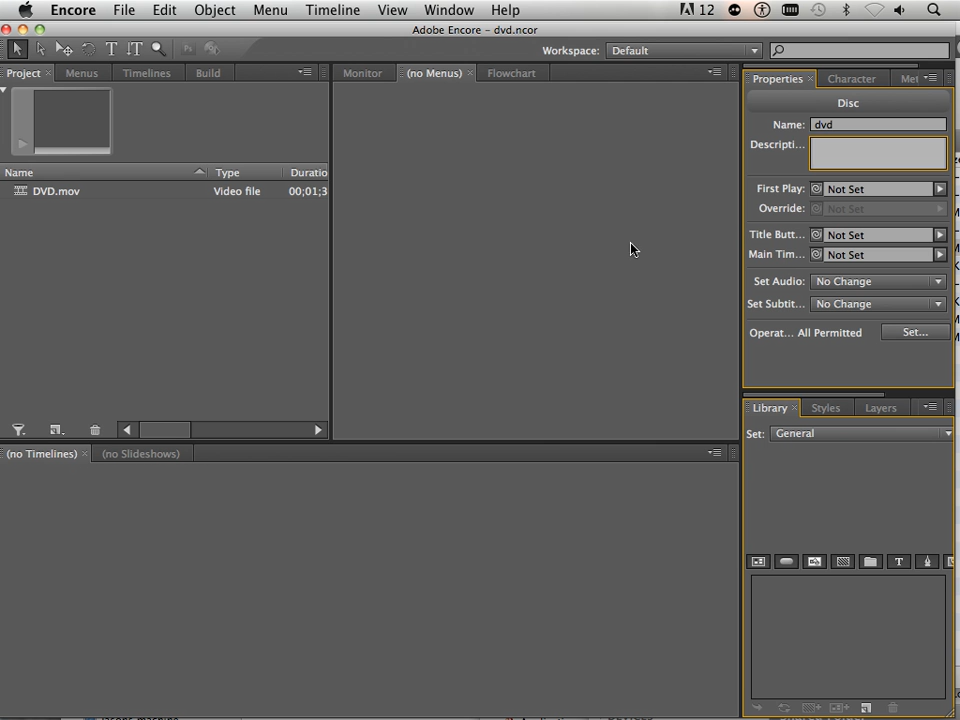 Encore File Edit Object Menu Timeline View Window Help 12
Adobe Encore – dvd.ncor
Workspace: Default
Project Menus Timelines Build
Monitor (no Menus) Flowchart
Properties Character Met
Disc
Name: dvd
Descripti...
First Play: Not Set
Override: Not Set
Title Butt... Not Set
Main Tim... Not Set
Set Audio: No Change
Set Subtit... No Change
Operat... All Permitted Set...
Name Type Duratio
DVD.mov Video file 00;01;3
Library Styles Layers
Set: General
(no Timelines) (no Slideshows)